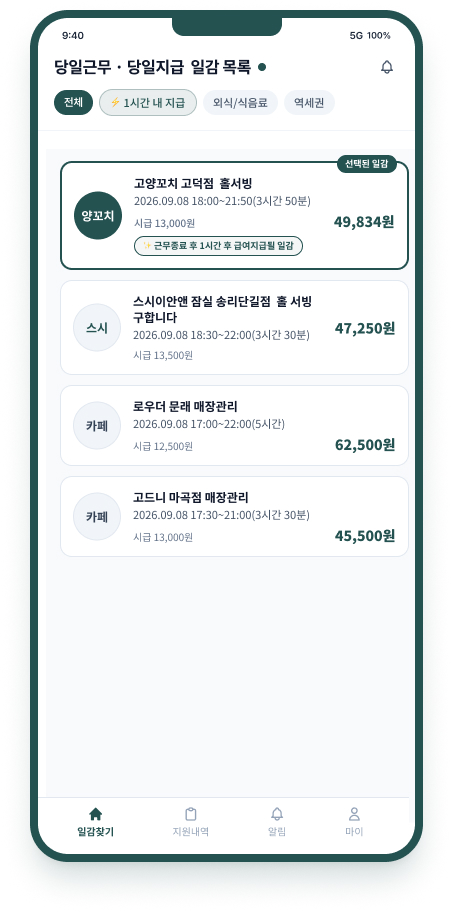 9:40
5G 100%
당일근무 · 당일지급 일감 목록
전체
⚡ 1시간 내 지급
외식/식음료
역세권
선택된 일감
양꼬치
고양꼬치 고덕점 홀서빙
2026.09.08 18:00~21:50(3시간 50분)
시급 13,000원
49,834원
✨ 근무종료 후 1시간 후 급여지급될 일감
스시
스시이안앤 잠실 송리단길점 홀 서빙
구합니다
2026.09.08 18:30~22:00(3시간 30분)
시급 13,500원
47,250원
카페
로우더 문래 매장관리
2026.09.08 17:00~22:00(5시간)
시급 12,500원
62,500원
카페
고드니 마곡점 매장관리
2026.09.08 17:30~21:00(3시간 30분)
시급 13,000원
45,500원
일감찾기
지원내역
알림
마이